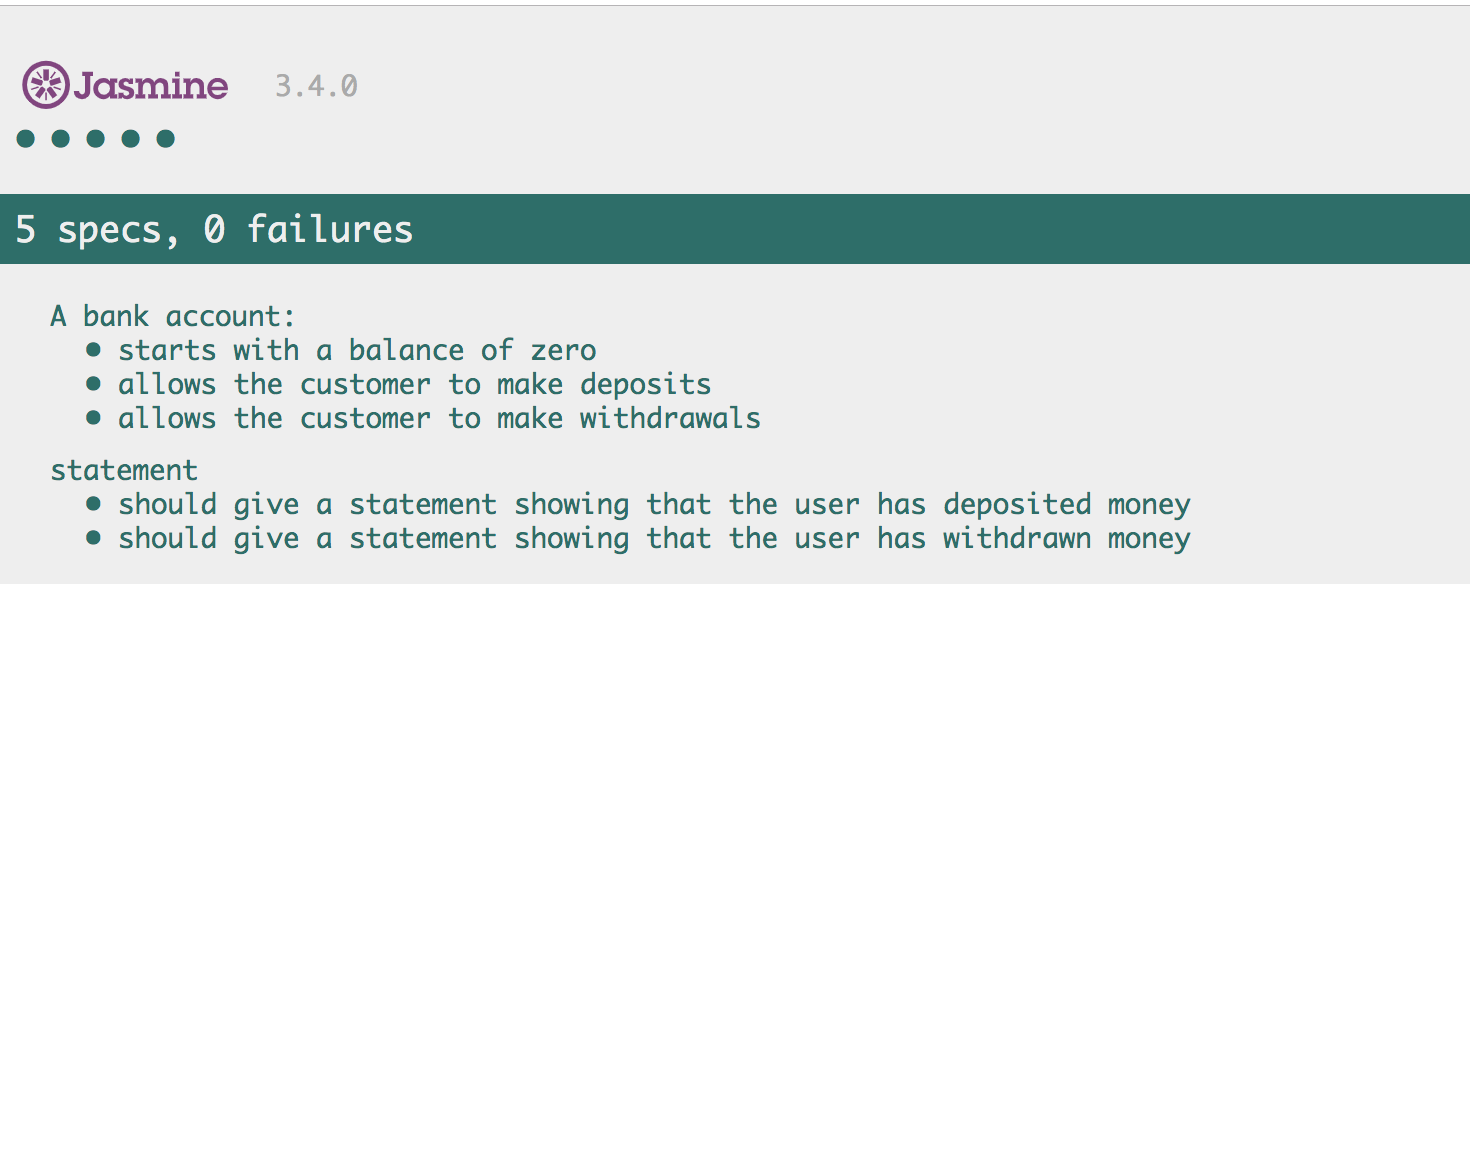 Jasmine 3.4.0
• • • • •
5 specs, 0 failures
A bank account:
• starts with a balance of zero
• allows the customer to make deposits
• allows the customer to make withdrawals
statement
• should give a statement showing that the user has deposited money
• should give a statement showing that the user has withdrawn money